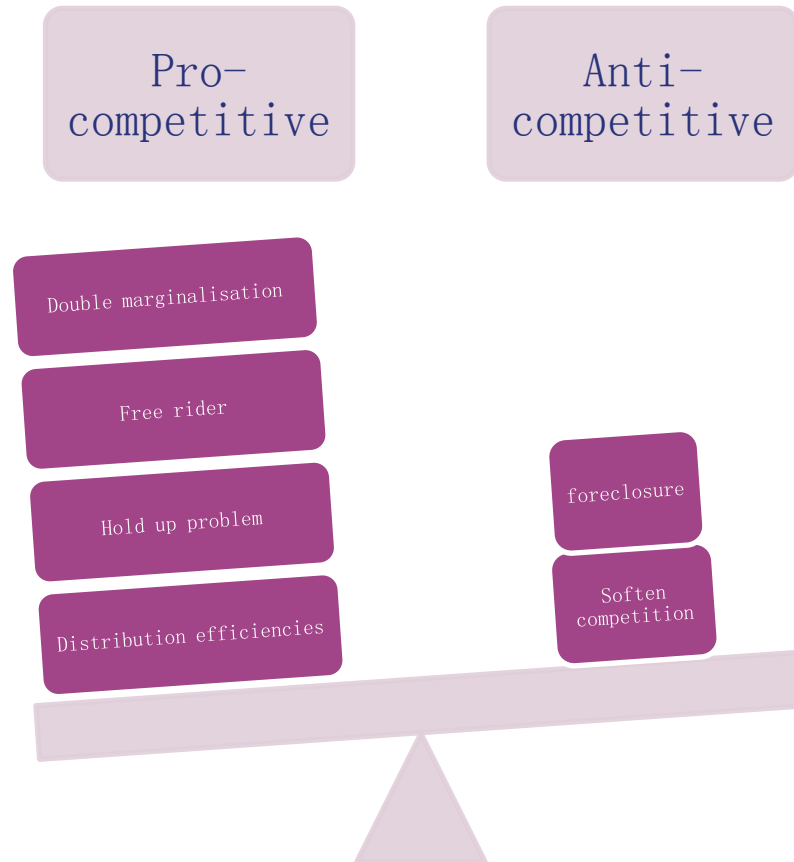 Pro-
competitive
Anti-
competitive
Double marginalisation
Free rider
Hold up problem
Distribution efficiencies
foreclosure
Soften
competition